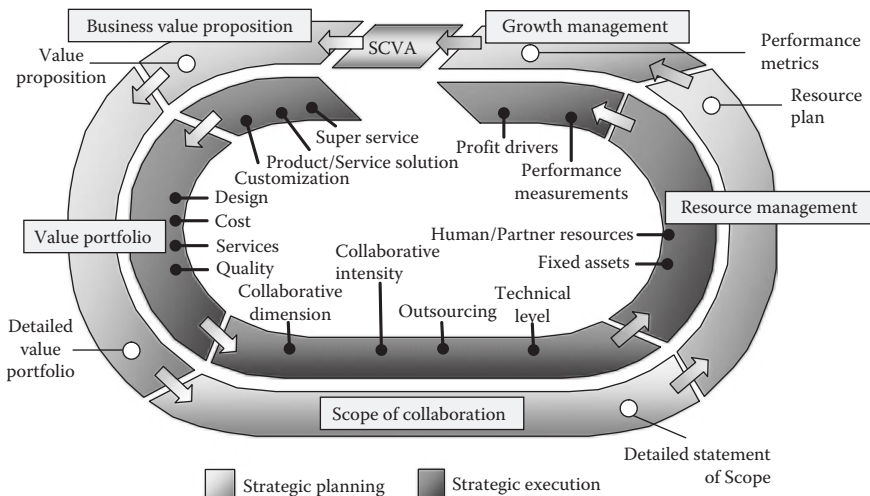 Business value proposition
SCVA
Growth management
Value
proposition
Performance
metrics
Resource
plan
Super service
Product/Service solution
Customization
Profit drivers
Performance
measurements
Design
Cost
Services
Quality
Value portfolio
Resource management
Human/Partner resources
Fixed assets
Collaborative
intensity
Collaborative
dimension
Outsourcing
Technical
level
Detailed
value
portfolio
Scope of collaboration
Detailed statement
of Scope
Strategic planning
Strategic execution